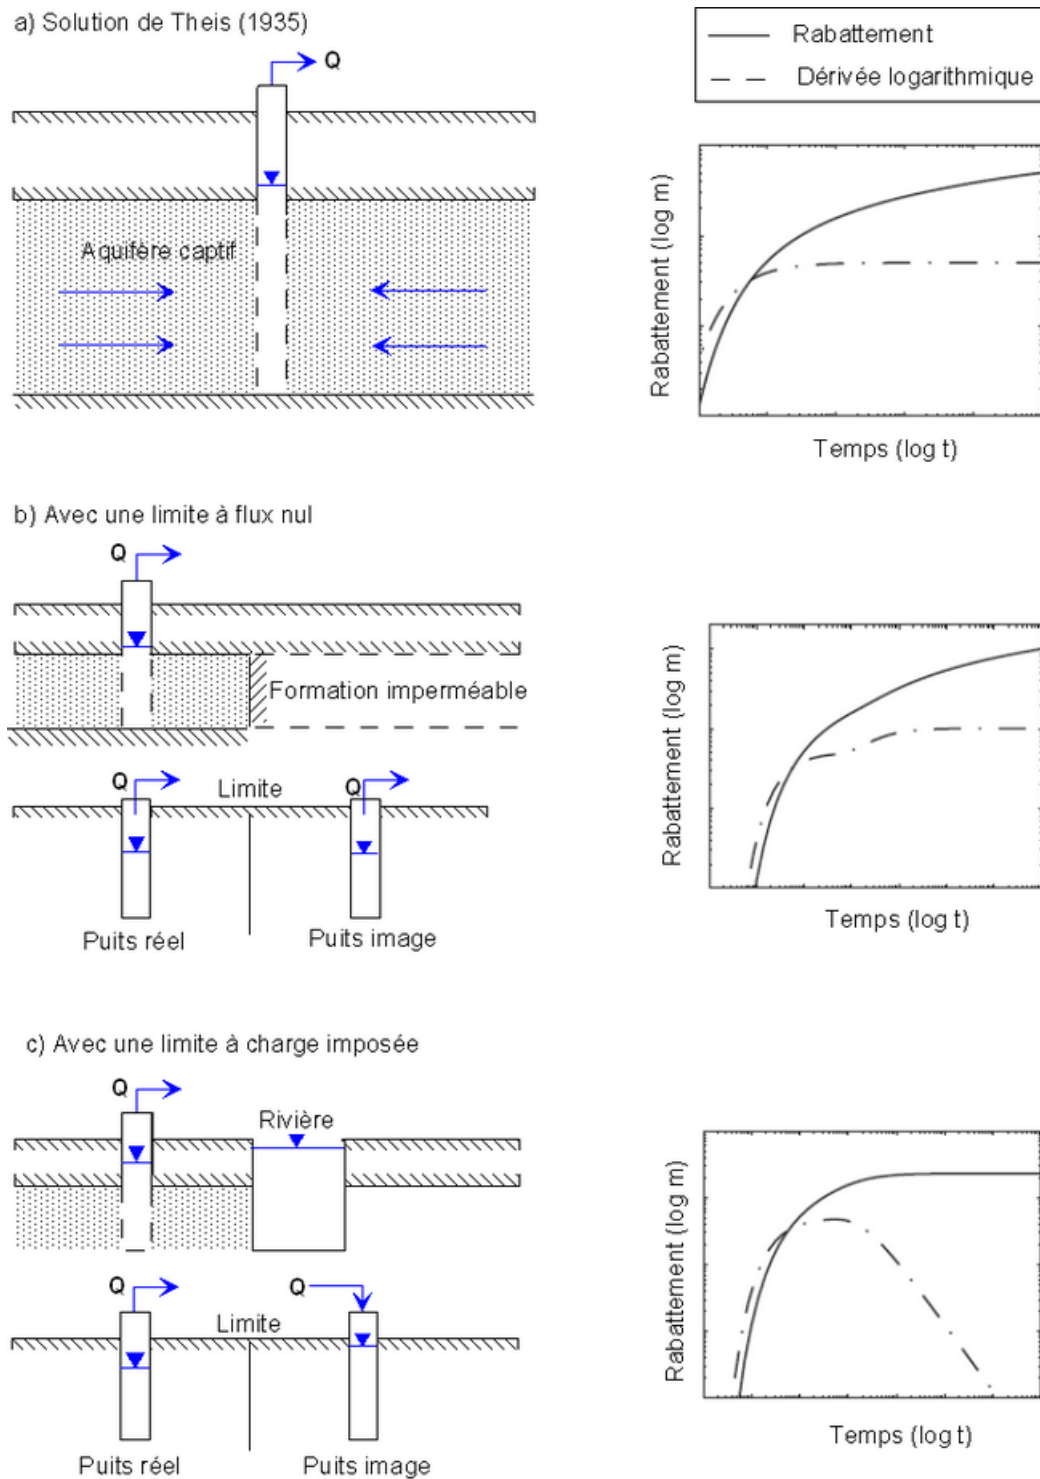 a) Solution de Theis (1935)
Q
Aquifère captif
Rabattement
Dérivée logarithmique
Rabattement (log m)
Temps (log t)
b) Avec une limite à flux nul
Q
Formation imperméable
Q
Limite
Q
Puits réel
Puits image
Rabattement (log m)
Temps (log t)
c) Avec une limite à charge imposée
Q
Rivière
Q
Q
Limite
Puits réel
Puits image
Rabattement (log m)
Temps (log t)